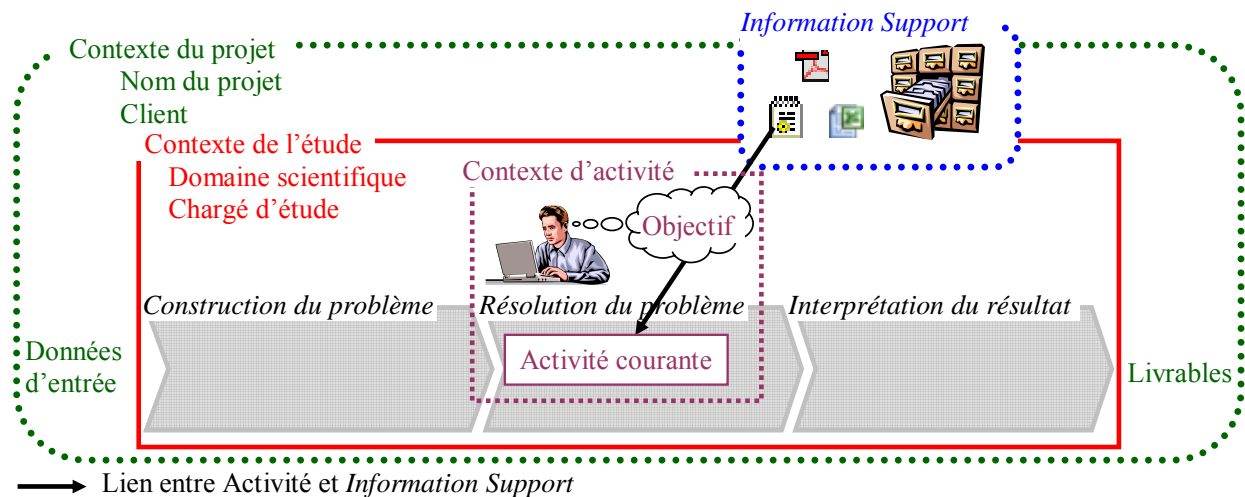 Information Support
Contexte du projet
Nom du projet
Client
Contexte de l'étude
Domaine scientifique
Chargé d'étude
Contexte d'activité
Objectif
Construction du problème
Résolution du problème
Interprétation du résultat
Données
d'entrée
Activité courante
Livrables
Lien entre Activité et Information Support